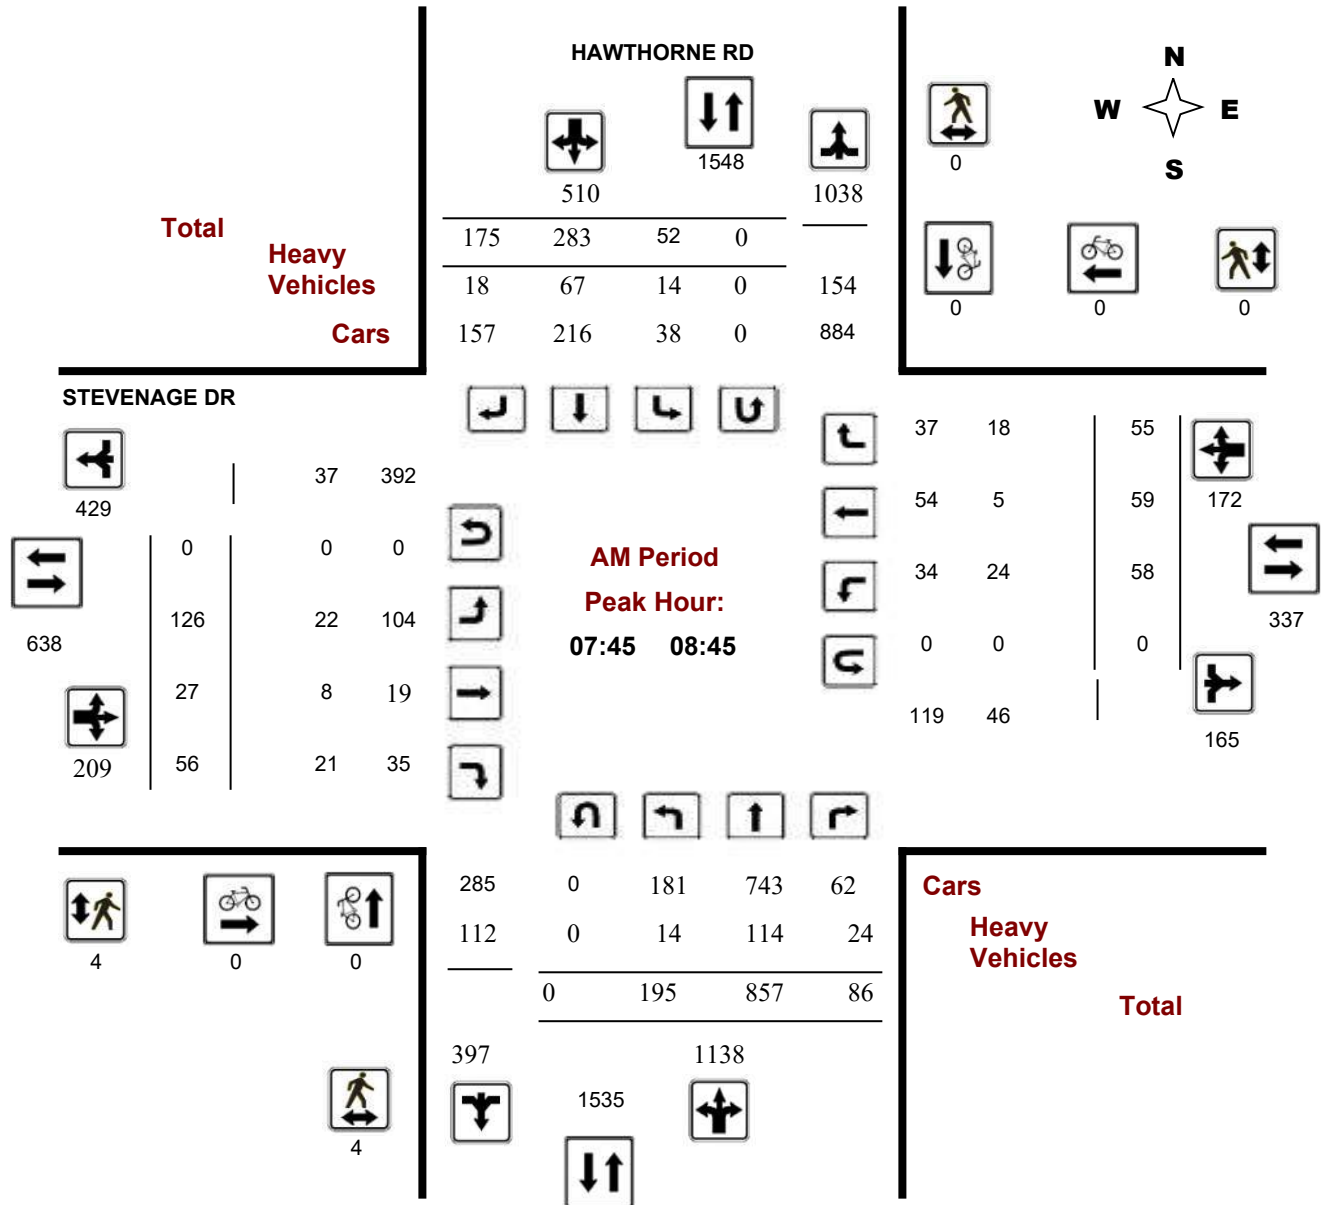 HAWTHORNE RD
N
W E
S
1548
0
510
1038
Total
175 283 52 0
Heavy
Vehicles
18 67 14 0 154
0 0 0
Cars
157 216 38 0 884
STEVENAGE DR
37 18 55
37 392
429
54 5 59 172
0 0 0
AM Period
34 24 58
Peak Hour:
126 22 104
337
638
07:45 08:45
0 0 0
27 8 19
119 46
165
209 56 21 35
285 0 181 743 62
Cars
112 0 14 114 24
Heavy
Vehicles
4 0 0
0 195 857 86
Total
397 1138
1535
4